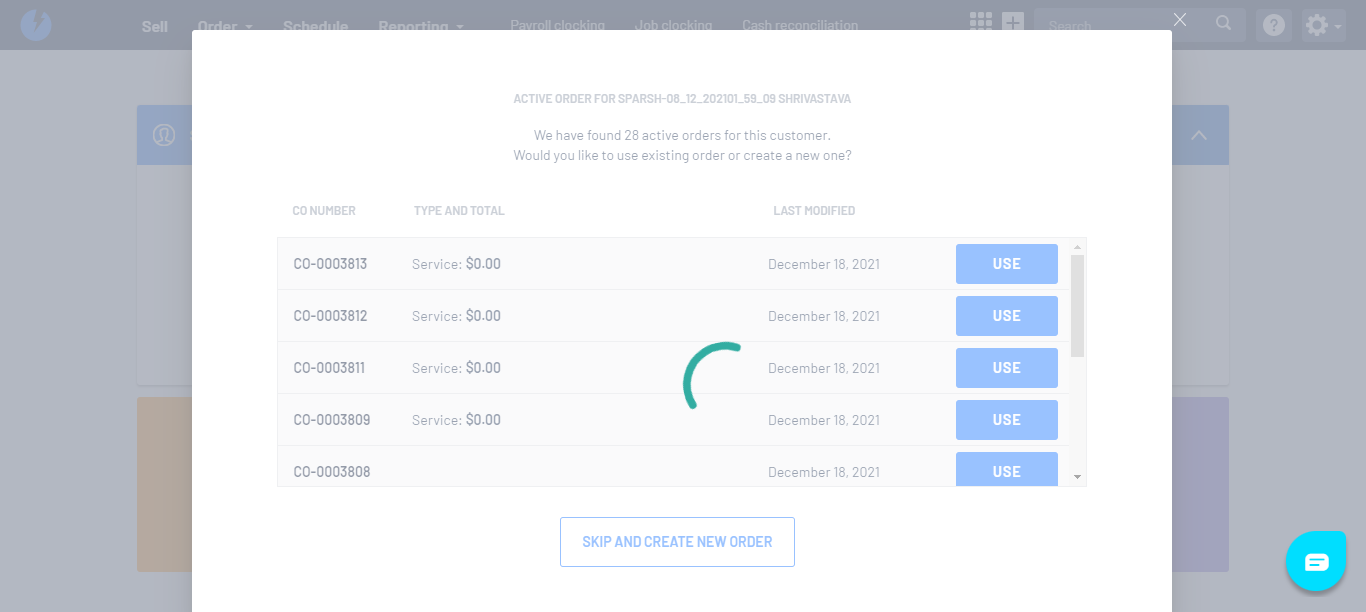 Sell Order Schedule Reporting Payroll clocking Job clocking Cash reconciliation Search
ACTIVE ORDER FOR SPARSH-08_12_202101_59_09 SHRIVASTAVA
We have found 28 active orders for this customer.
Would you like to use existing order or create a new one?
CO NUMBER TYPE AND TOTAL LAST MODIFIED
CO-0003813 Service: $0.00 December 18, 2021 USE
CO-0003812 Service: $0.00 December 18, 2021 USE
CO-0003811 Service: $0.00 December 18, 2021 USE
CO-0003809 Service: $0.00 December 18, 2021 USE
CO-0003808 December 18, 2021 USE
SKIP AND CREATE NEW ORDER